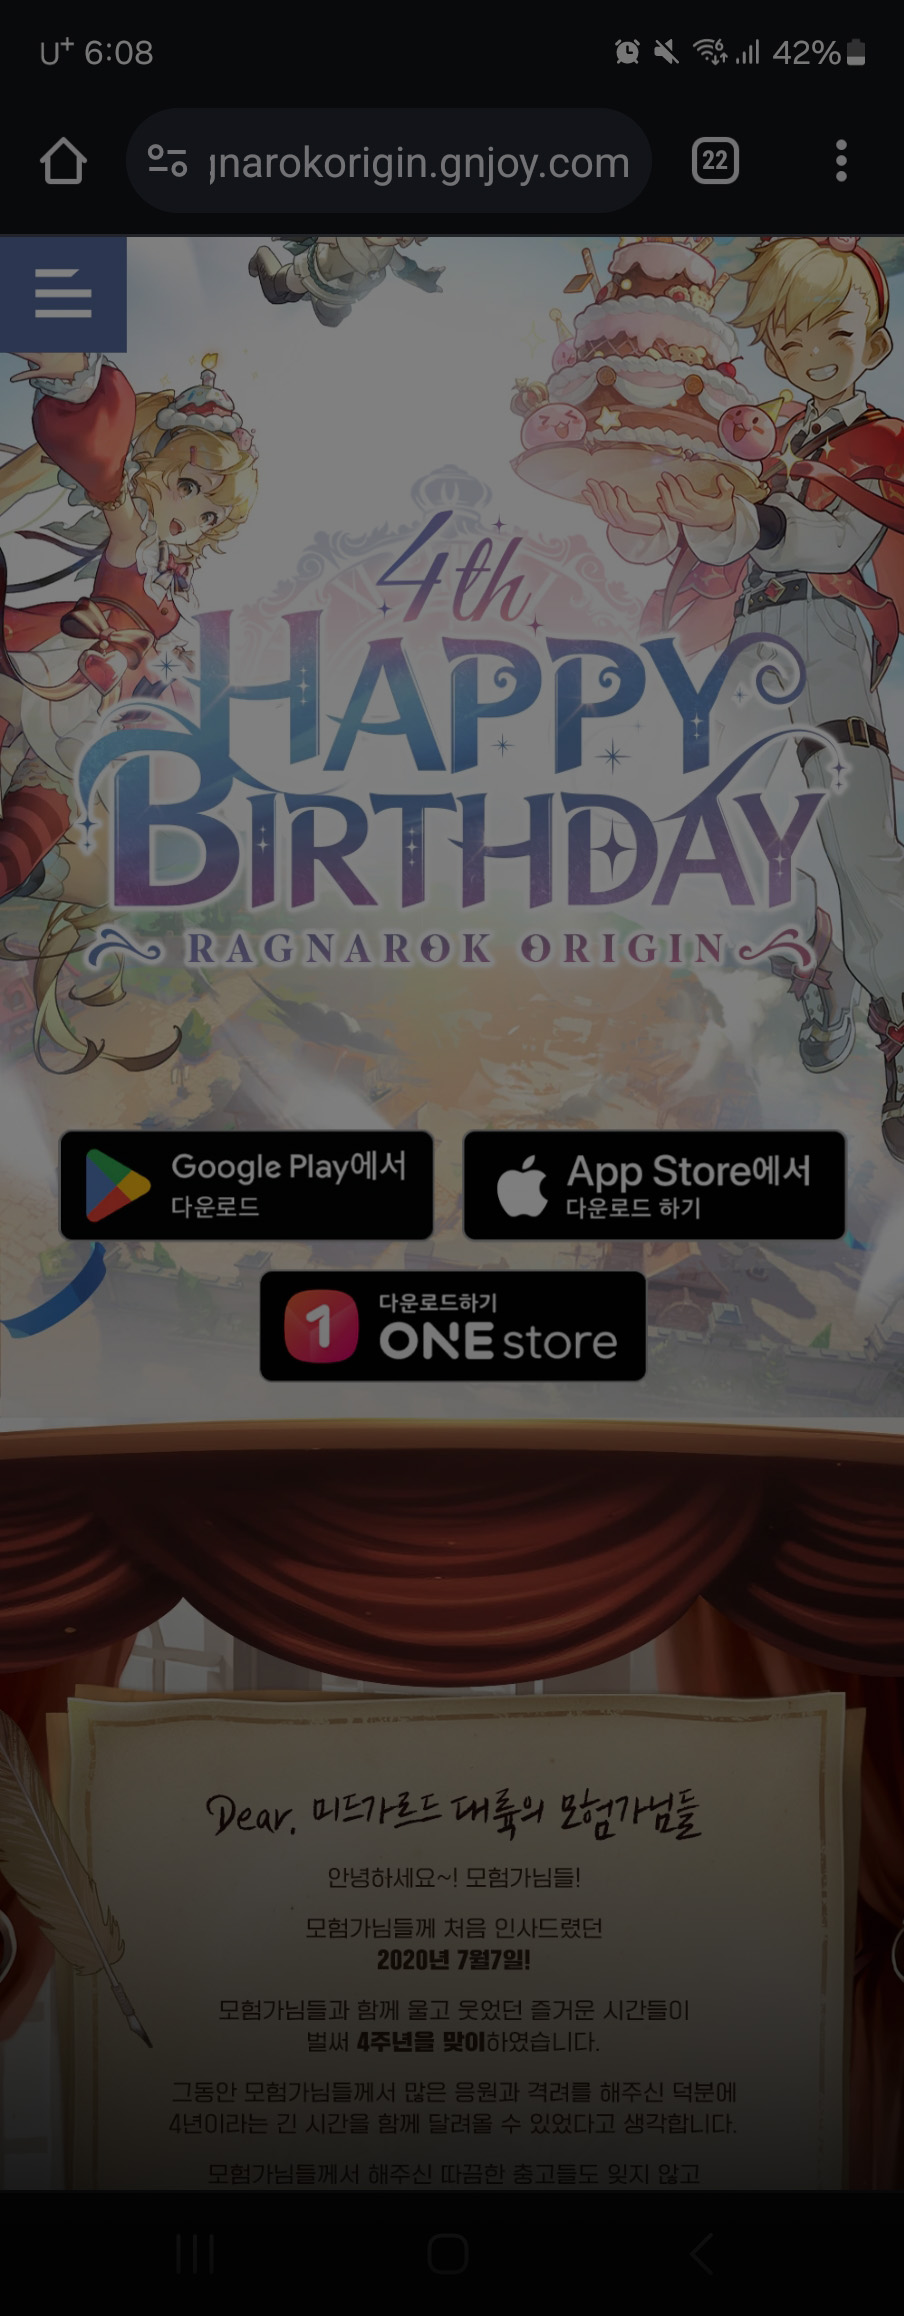 U+ 6:08
42%
gnarokorigin.gnjoy.com
22
4th
HAPPY
BIRTHDAY
RAGNAROK ORIGIN
Google Play에서
다운로드
App Store에서
다운로드 하기
다운로드하기
ONE store
Dear. 미드가르드 대륙의 모험가님들
안녕하세요~! 모험가님들!
모험가님들께 처음 인사드렸던
2020년 7월7일!
모험가님들과 함께 울고 웃었던 즐거운 시간들이
벌써 4주년을 맞이하였습니다.
그동안 모험가님들께서 많은 응원과 격려를 해주신 덕분에
4년이라는 긴 시간을 함께 달려올 수 있었다고 생각합니다.
모험가님들께서 해주신 따끔한 충고들도 잊지 않고